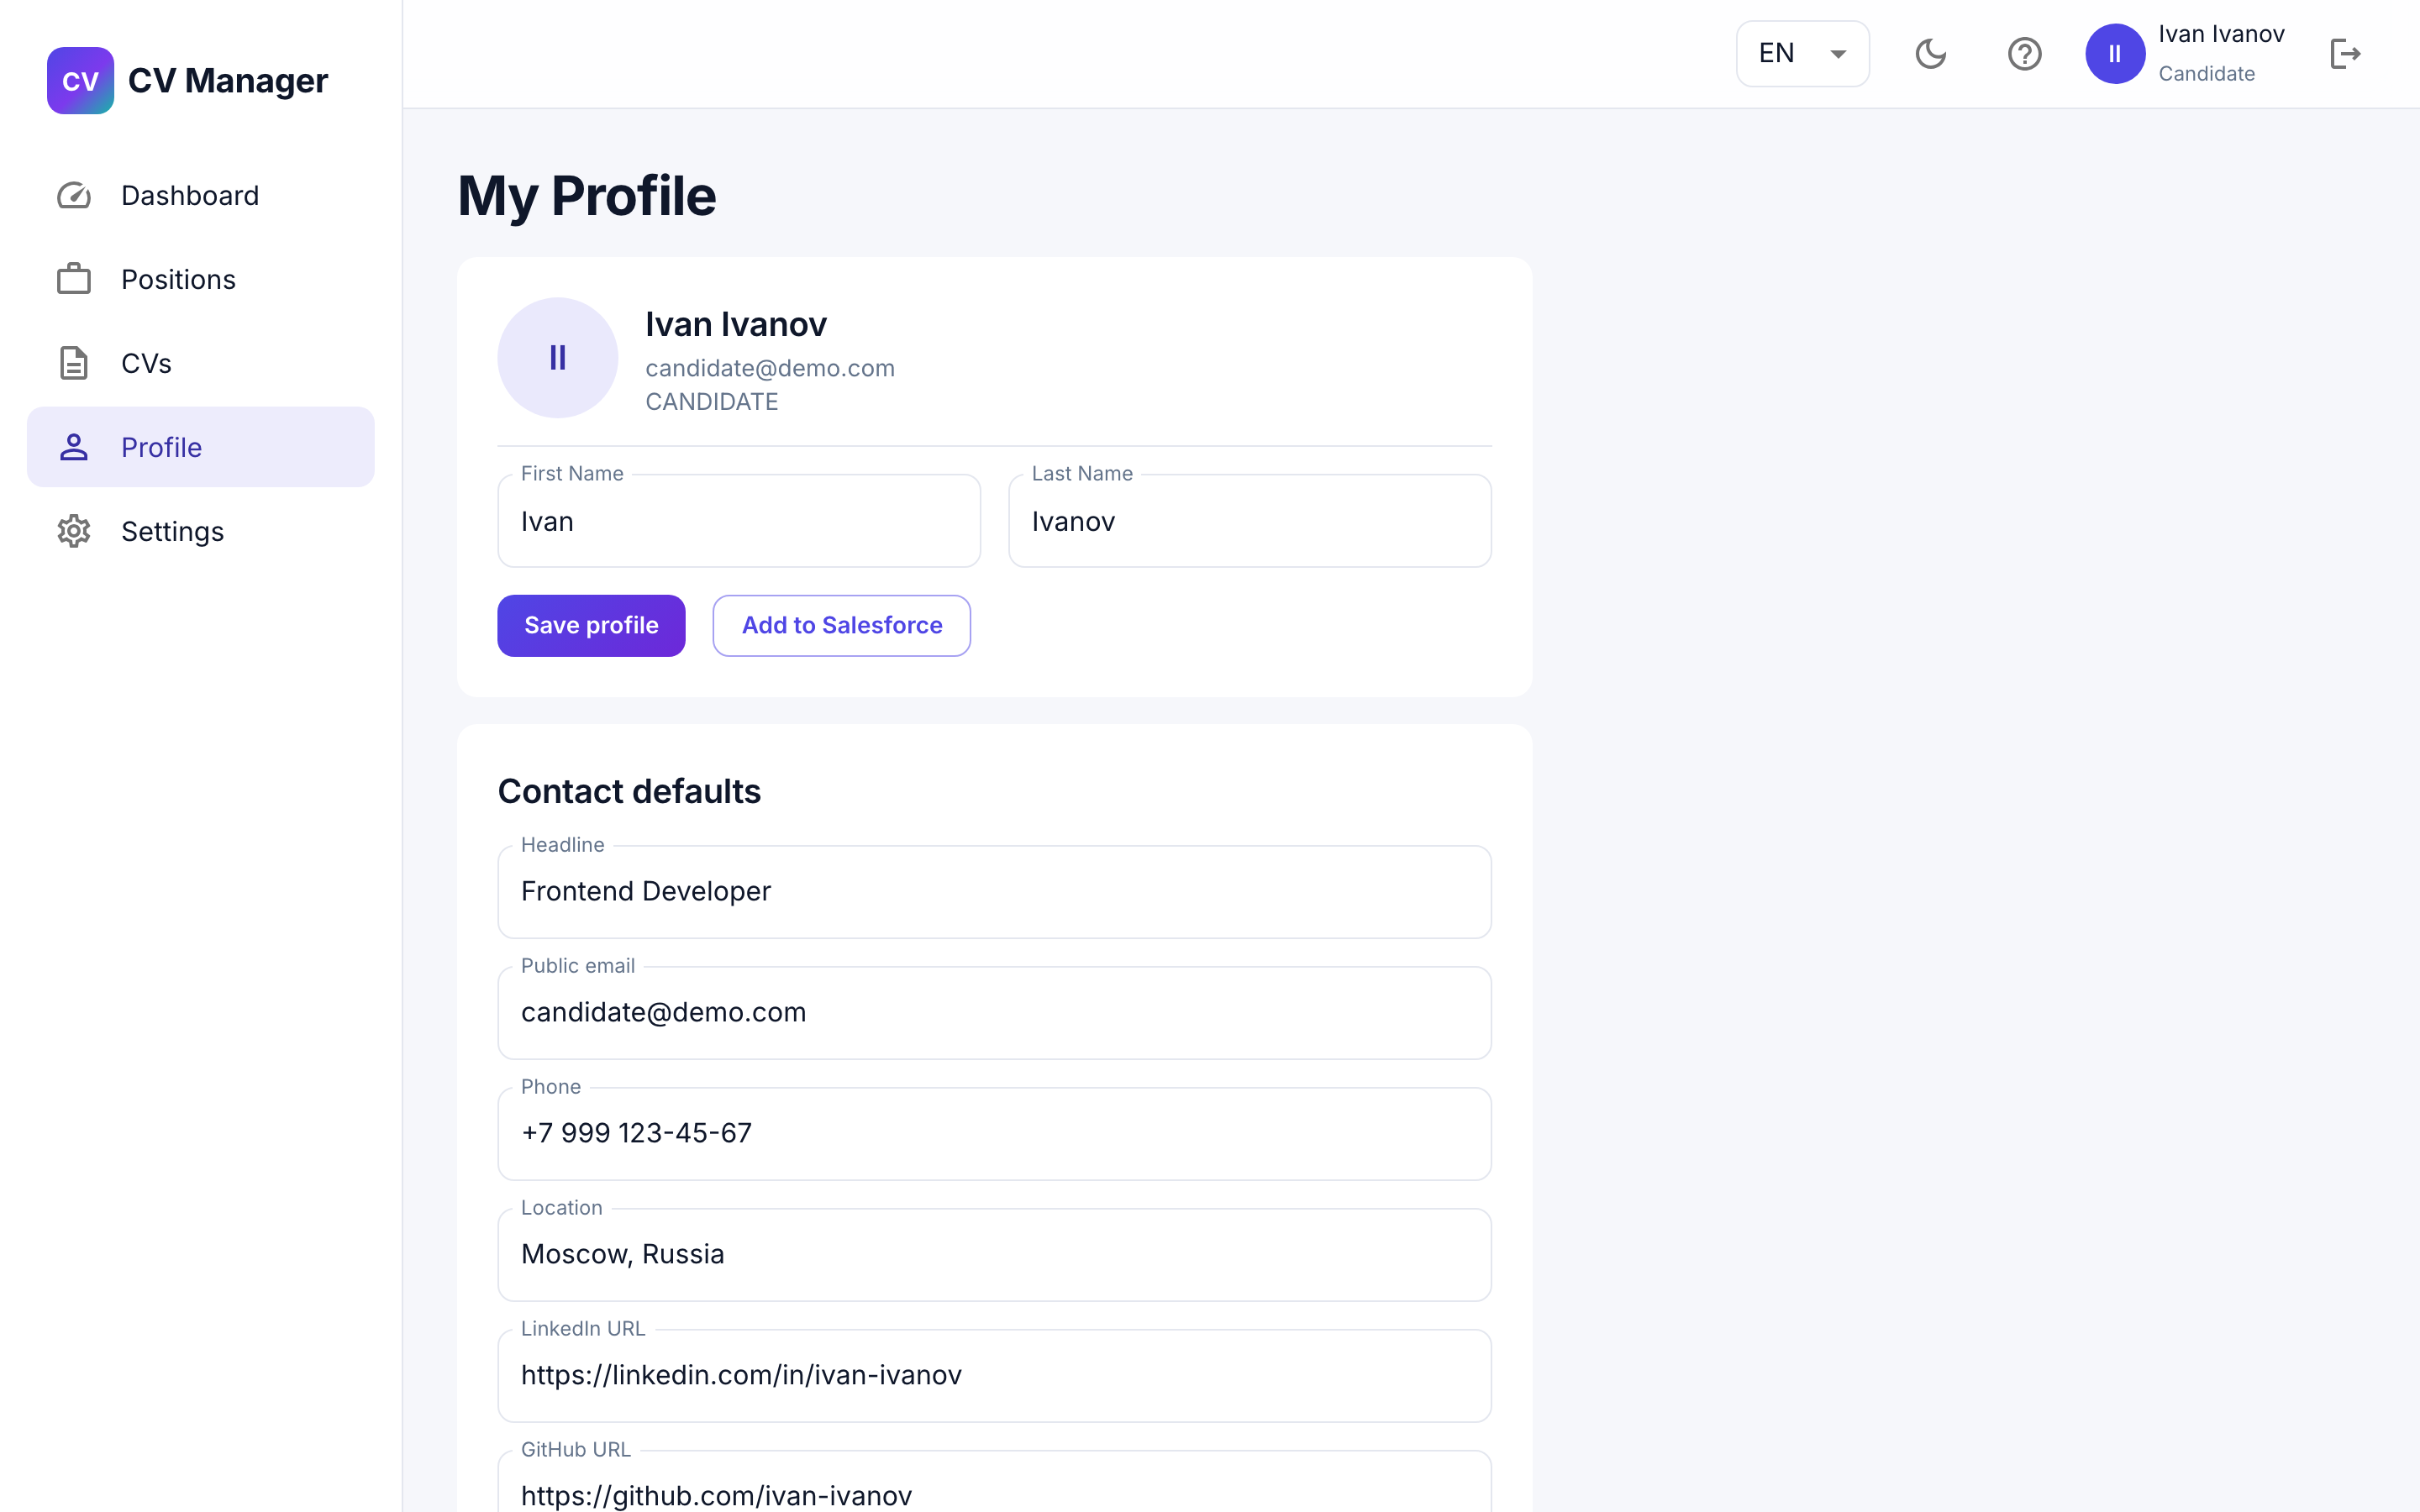 CV
CV Manager
Dashboard
Positions
CVs
Profile
Settings
EN
II
Ivan Ivanov
Candidate
My Profile
II
Ivan Ivanov
candidate@demo.com
CANDIDATE
First Name
Ivan
Last Name
Ivanov
Save profile
Add to Salesforce
Contact defaults
Headline
Frontend Developer
Public email
candidate@demo.com
Phone
+7 999 123-45-67
Location
Moscow, Russia
LinkedIn URL
https://linkedin.com/in/ivan-ivanov
GitHub URL
https://github.com/ivan-ivanov